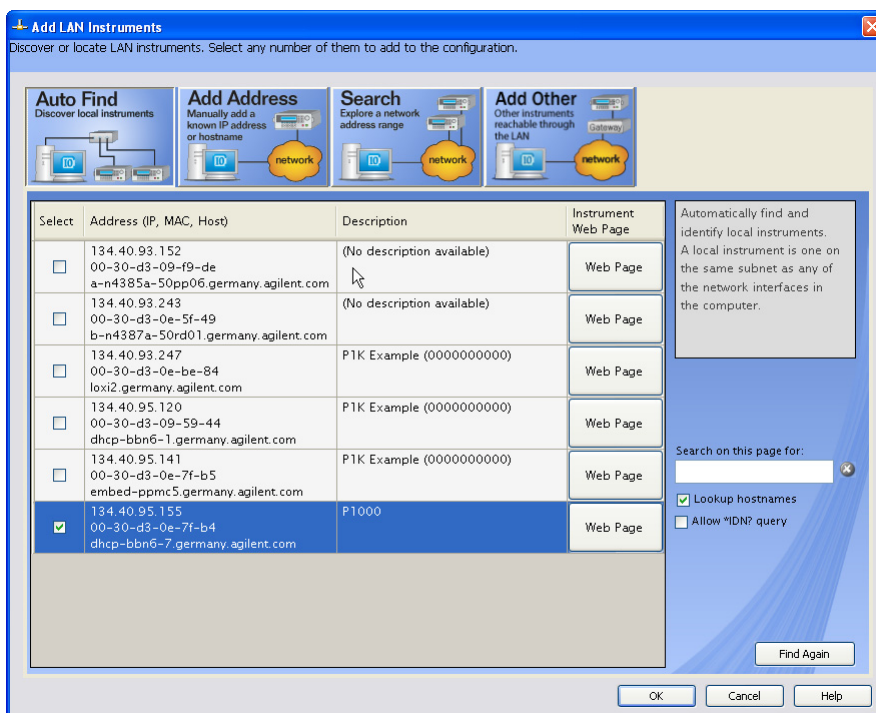 Add LAN Instruments
Discover or locate LAN instruments. Select any number of them to add to the configuration.
Auto Find
Discover local instruments
Add Address
Manually add a
known IP address
or hostname
network
Search
Explore a network
address range
network
Add Other
Other instruments
reachable through
the LAN
Gateway
network
Select
Address (IP, MAC, Host)
Description
Instrument
Web Page
134.40.93.152
00-30-d3-09-f9-de
a-n4385a-50pp06.germany.agilent.com
(No description available)
Web Page
134.40.93.243
00-30-d3-0e-5f-49
b-n4387a-50rd01.germany.agilent.com
(No description available)
Web Page
134.40.93.247
00-30-d3-0e-be-84
loxi2.germany.agilent.com
P1K Example (0000000000)
Web Page
134.40.95.120
00-30-d3-09-59-44
dhcp-bbn6-1.germany.agilent.com
P1K Example (0000000000)
Web Page
134.40.95.141
00-30-d3-0e-7f-b5
embed-ppmc5.germany.agilent.com
P1K Example (0000000000)
Web Page
134.40.95.155
00-30-d3-0e-7f-b4
dhcp-bbn6-7.germany.agilent.com
P1000
Web Page
Automatically find and
identify local instruments.
A local instrument is one on
the same subnet as any of
the network interfaces in
the computer.
Search on this page for:
Lookup hostnames
Allow *IDN? query
Find Again
OK
Cancel
Help